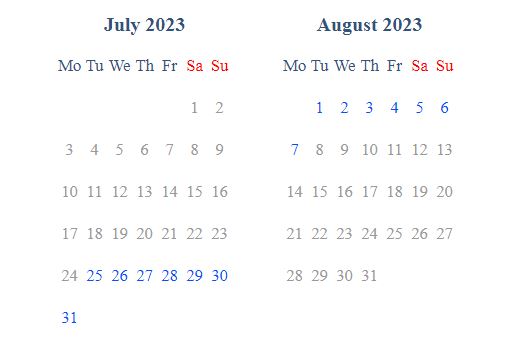 July 2023
Mo Tu We Th Fr Sa Su
1 2
3 4 5 6 7 8 9
10 11 12 13 14 15 16
17 18 19 20 21 22 23
24 25 26 27 28 29 30
31
August 2023
Mo Tu We Th Fr Sa Su
1 2 3 4 5 6
7 8 9 10 11 12 13
14 15 16 17 18 19 20
21 22 23 24 25 26 27
28 29 30 31